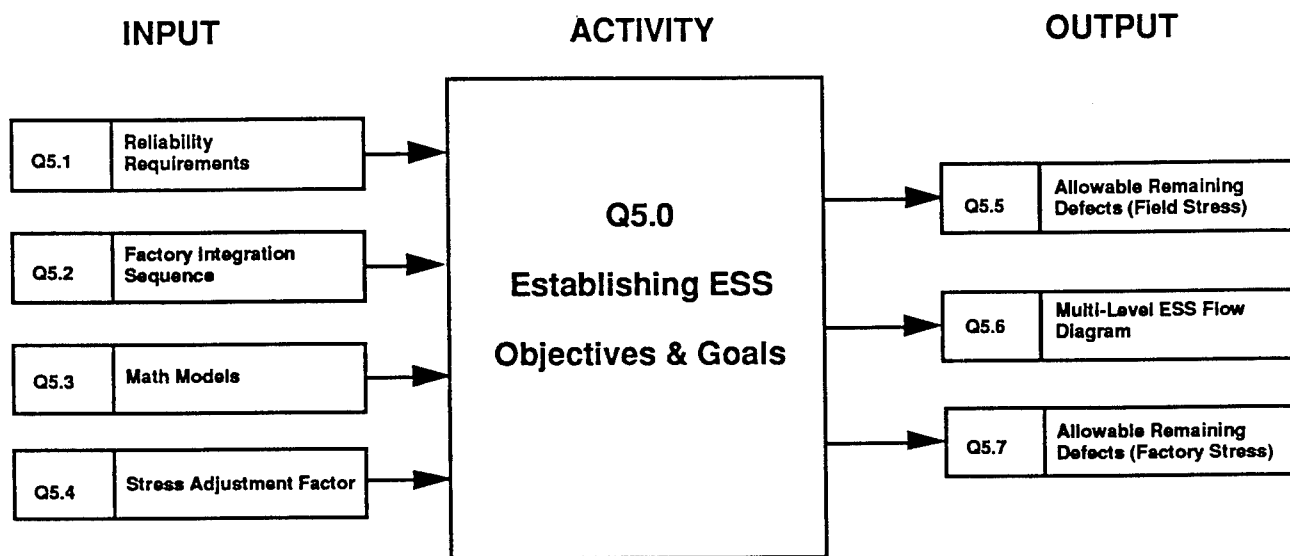 INPUT
ACTIVITY
OUTPUT
Q5.1
Reliability
Requirements
Q5.2
Factory Integration
Sequence
Q5.3
Math Models
Q5.4
Stress Adjustment Factor
Q5.0
Establishing ESS
Objectives & Goals
Q5.5
Allowable Remaining
Defects (Field Stress)
Q5.6
Multi-Level ESS Flow
Diagram
Q5.7
Allowable Remaining
Defects (Factory Stress)